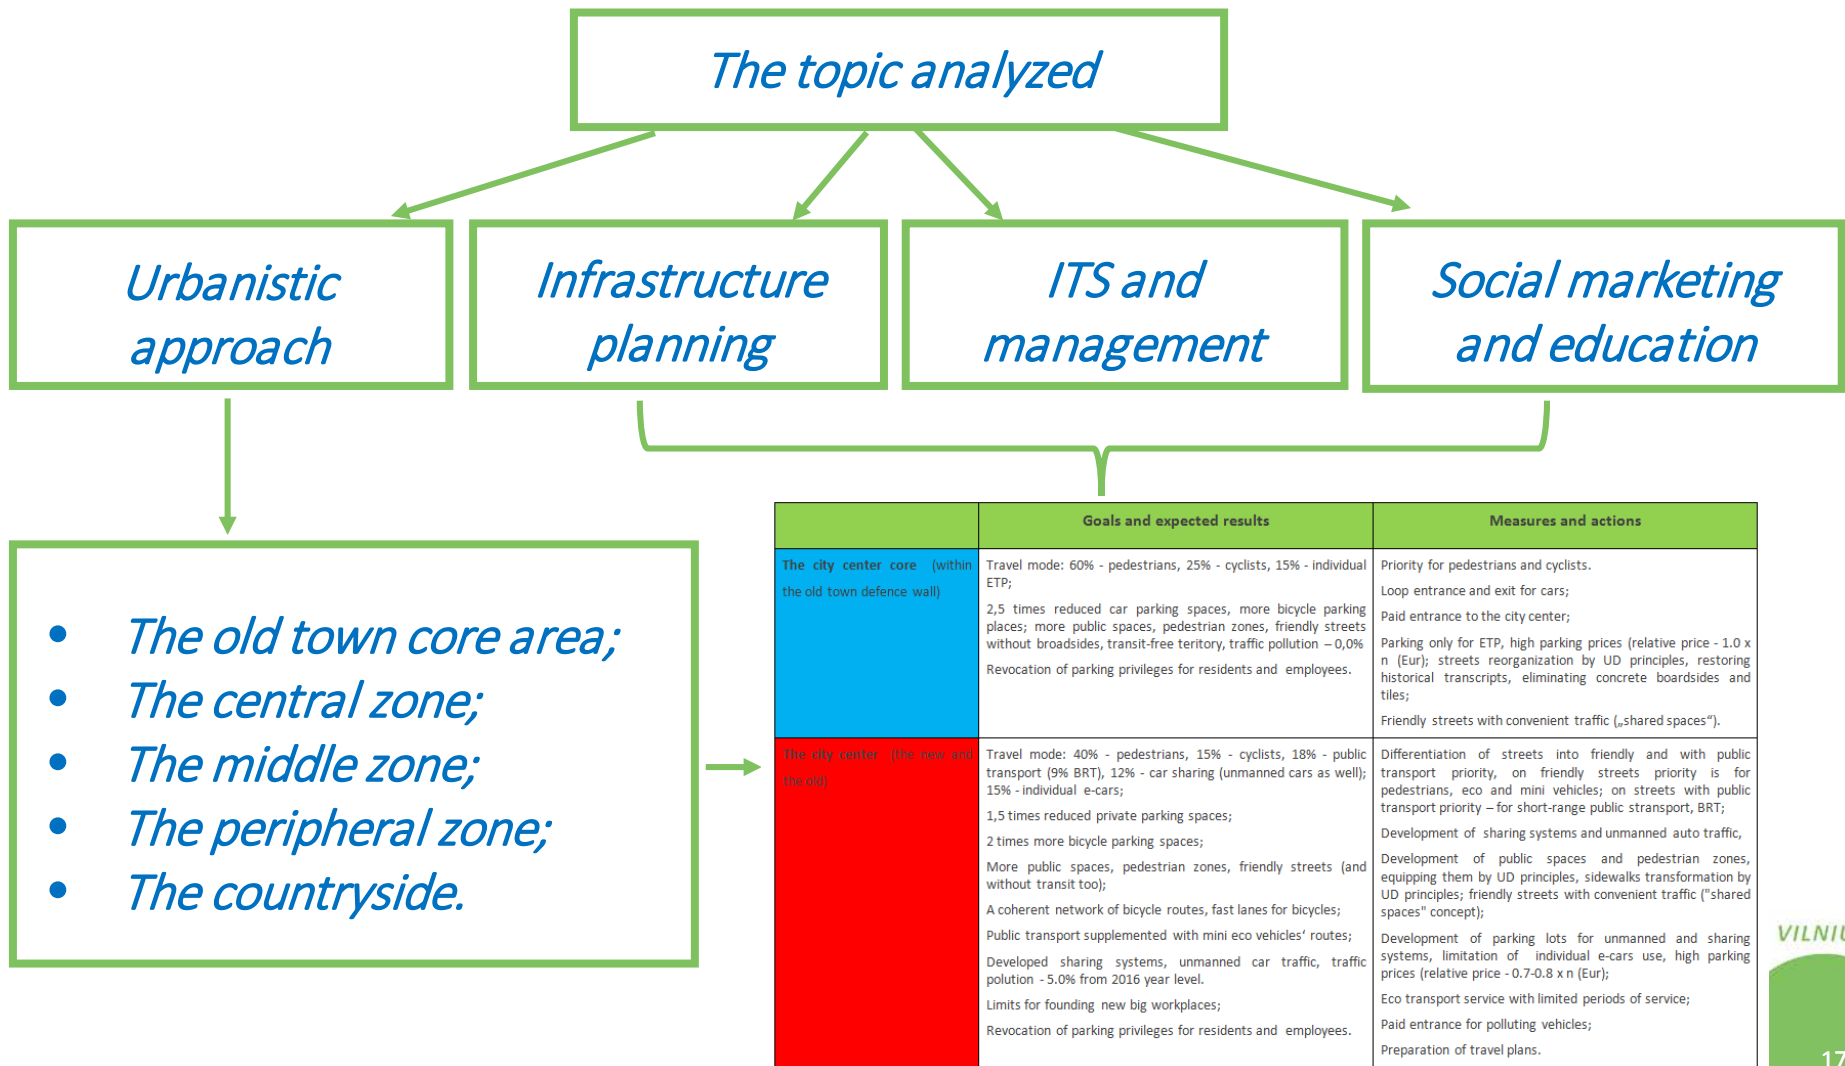 The topic analyzed
Urbanistic
approach
Infrastructure
planning
ITS and
management
Social marketing
and education
• The old town core area;
• The central zone;
• The middle zone;
• The peripheral zone;
• The countryside.
Goals and expected results
Measures and actions
The city center core (within
the old town defence wall)
Travel mode: 60% - pedestrians, 25% - cyclists, 15% - individual
ETP;
2,5 times reduced car parking spaces, more bicycle parking
places; more public spaces, pedestrian zones, friendly streets
without broadsides, transit-free teritory, traffic pollution – 0,0%
Revocation of parking privileges for residents and employees.
Priority for pedestrians and cyclists.
Loop entrance and exit for cars;
Paid entrance to the city center;
Parking only for ETP, high parking prices (relative price - 1.0 x
n (Eur); streets reorganization by UD principles, restoring
historical transcripts, eliminating concrete boardsides and
tiles;
Friendly streets with convenient traffic („shared spaces“).
The city center (the new and
the old)
Travel mode: 40% - pedestrians, 15% - cyclists, 18% - public
transport (9% BRT), 12% - car sharing (unmanned cars as well);
15% - individual e-cars;
1,5 times reduced private parking spaces;
2 times more bicycle parking spaces;
More public spaces, pedestrian zones, friendly streets (and
without transit too);
A coherent network of bicycle routes, fast lanes for bicycles;
Public transport supplemented with mini eco vehicles‘ routes;
Developed sharing systems, unmanned car traffic, traffic
polution - 5.0% from 2016 year level.
Limits for founding new big workplaces;
Revocation of parking privileges for residents and employees.
Differentiation of streets into friendly and with public
transport priority, on friendly streets priority is for
pedestrians, eco and mini vehicles; on streets with public
transport priority – for short-range public stransport, BRT;
Development of sharing systems and unmanned auto traffic,
Development of public spaces and pedestrian zones,
equipping them by UD principles, sidewalks transformation by
UD principles; friendly streets with convenient traffic ("shared
spaces" concept);
Development of parking lots for unmanned and sharing
systems, limitation of individual e-cars use, high parking
prices (relative price - 0.7-0.8 x n (Eur);
Eco transport service with limited periods of service;
Paid entrance for polluting vehicles;
Preparation of travel plans.
VILNIU
17